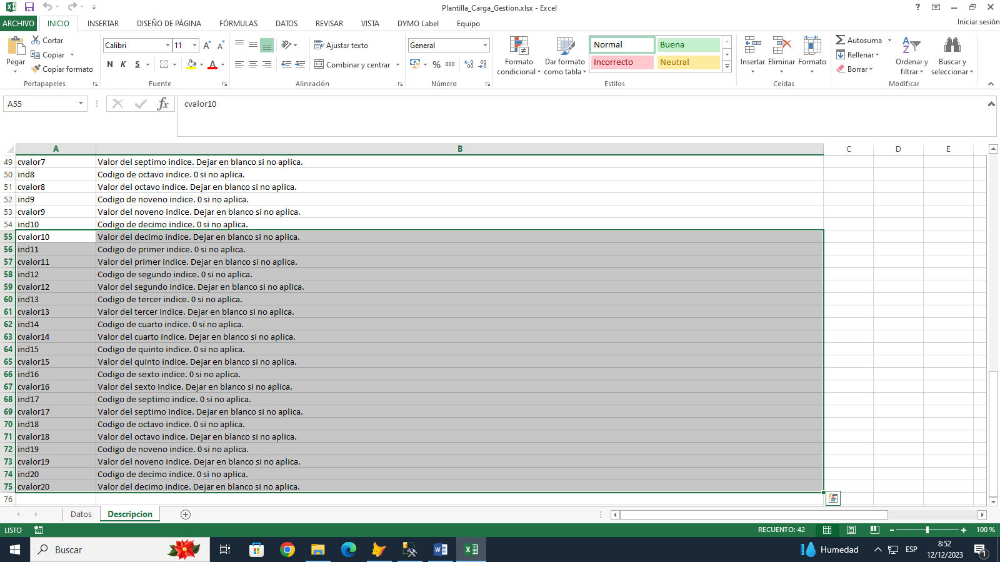 Plantilla_Carga_Gestion.xlsx - Excel
?
ARCHIVO INICIO INSERTAR DISEÑO DE PÁGINA FÓRMULAS DATOS REVISAR VISTA DYMO Label Equipo
Iniciar sesión
Pegar
Cortar
Copiar
Copiar formato
Portapapeles
Calibri 11
N K S
Fuente
Ajustar texto
Combinar y centrar
Alineación
General
% 000
Número
Formato condicional
Dar formato como tabla
Normal Buena
Incorrecto Neutral
Estilos
Insertar Eliminar Formato
Celdas
Autosuma
Rellenar
Borrar
Ordenar y filtrar
Buscar y seleccionar
Modificar
A55 fx cvalor10
A B C D E
49 cvalor7 Valor del septimo indice. Dejar en blanco si no aplica.
50 ind8 Codigo de octavo indice. 0 si no aplica.
51 cvalor8 Valor del octavo indice. Dejar en blanco si no aplica.
52 ind9 Codigo de noveno indice. 0 si no aplica.
53 cvalor9 Valor del noveno indice. Dejar en blanco si no aplica.
54 ind10 Codigo de decimo indice. 0 si no aplica.
55 cvalor10 Valor del decimo indice. Dejar en blanco si no aplica.
56 ind11 Codigo de primer indice. 0 si no aplica.
57 cvalor11 Valor del primer indice. Dejar en blanco si no aplica.
58 ind12 Codigo de segundo indice. 0 si no aplica.
59 cvalor12 Valor del segundo indice. Dejar en blanco si no aplica.
60 ind13 Codigo de tercer indice. 0 si no aplica.
61 cvalor13 Valor del tercer indice. Dejar en blanco si no aplica.
62 ind14 Codigo de cuarto indice. 0 si no aplica.
63 cvalor14 Valor del cuarto indice. Dejar en blanco si no aplica.
64 ind15 Codigo de quinto indice. 0 si no aplica.
65 cvalor15 Valor del quinto indice. Dejar en blanco si no aplica.
66 ind16 Codigo de sexto indice. 0 si no aplica.
67 cvalor16 Valor del sexto indice. Dejar en blanco si no aplica.
68 ind17 Codigo de septimo indice. 0 si no aplica.
69 cvalor17 Valor del septimo indice. Dejar en blanco si no aplica.
70 ind18 Codigo de octavo indice. 0 si no aplica.
71 cvalor18 Valor del octavo indice. Dejar en blanco si no aplica.
72 ind19 Codigo de noveno indice. 0 si no aplica.
73 cvalor19 Valor del noveno indice. Dejar en blanco si no aplica.
74 ind20 Codigo de decimo indice. 0 si no aplica.
75 cvalor20 Valor del decimo indice. Dejar en blanco si no aplica.
76
Datos Descripcion
LISTO RECUENTO: 42 100 %
Buscar
Humedad ESP
8:52
12/12/2023
1